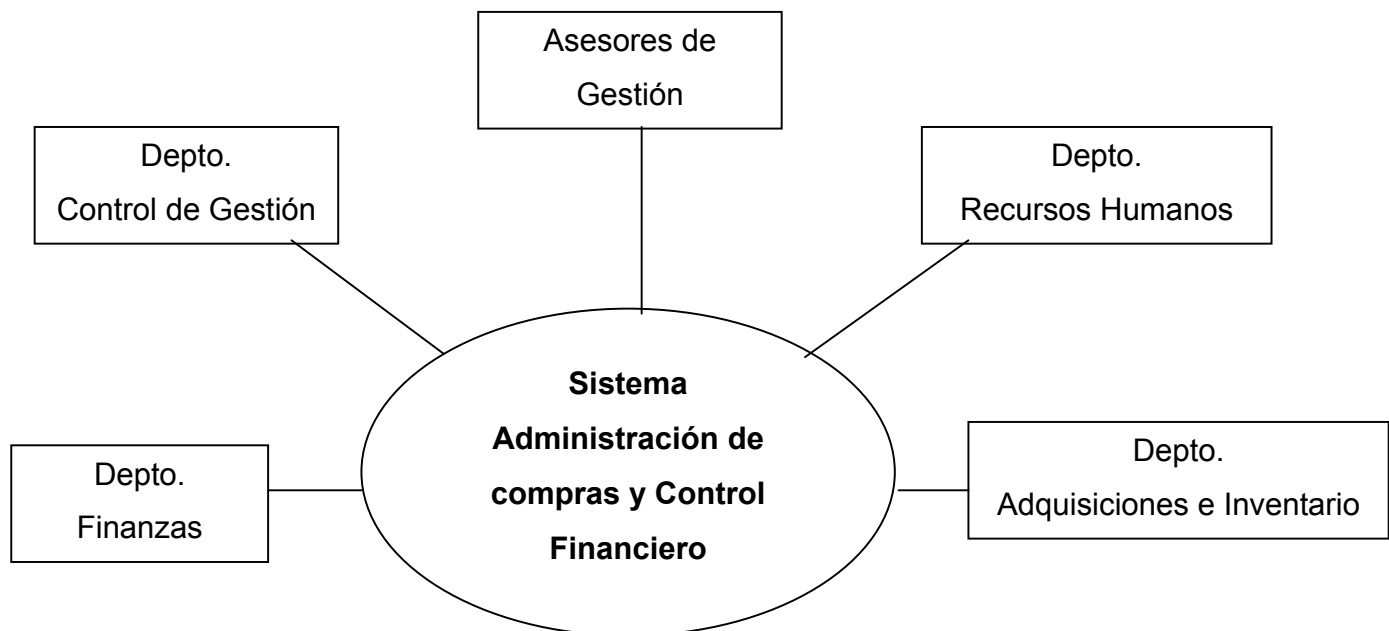 Asesores de
Gestión
Depto.
Control de Gestión
Depto.
Recursos Humanos
Sistema
Administración de
compras y Control
Financiero
Depto.
Finanzas
Depto.
Adquisiciones e Inventario